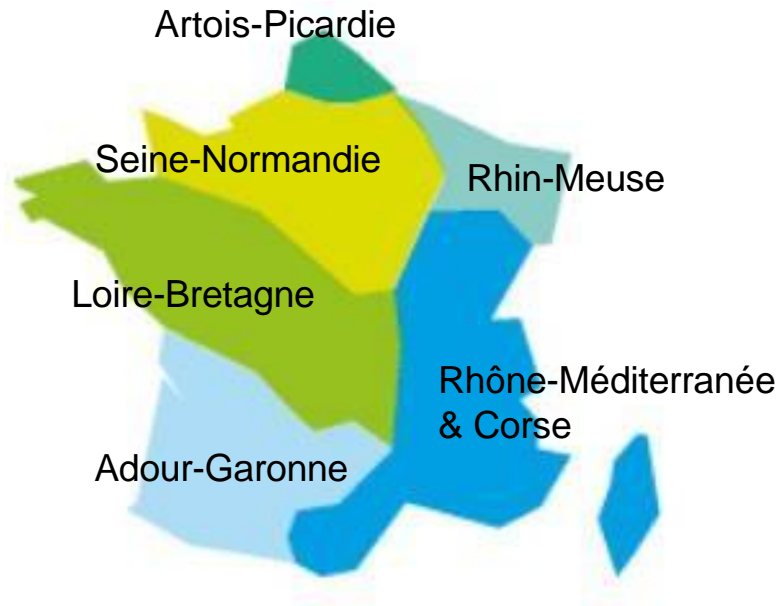 Artois-Picardie
Seine-Normandie
Rhin-Meuse
Loire-Bretagne
Rhône-Méditerranée
& Corse
Adour-Garonne